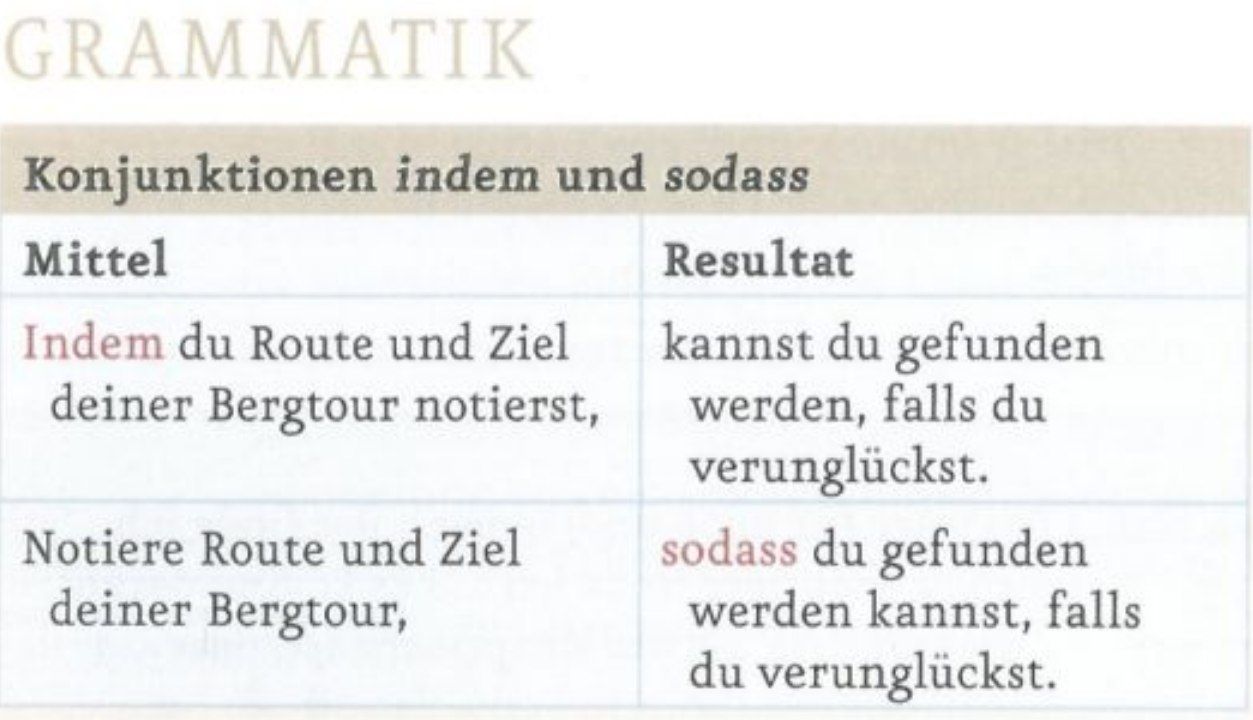 GRAMMATIK
Konjunktionen indem und sodass
Mittel
Resultat
Indem du Route und Ziel
deiner Bergtour notierst,
kannst du gefunden
werden, falls du
verunglückst.
Notiere Route und Ziel
deiner Bergtour,
sodass du gefunden
werden kannst, falls
du verunglückst.